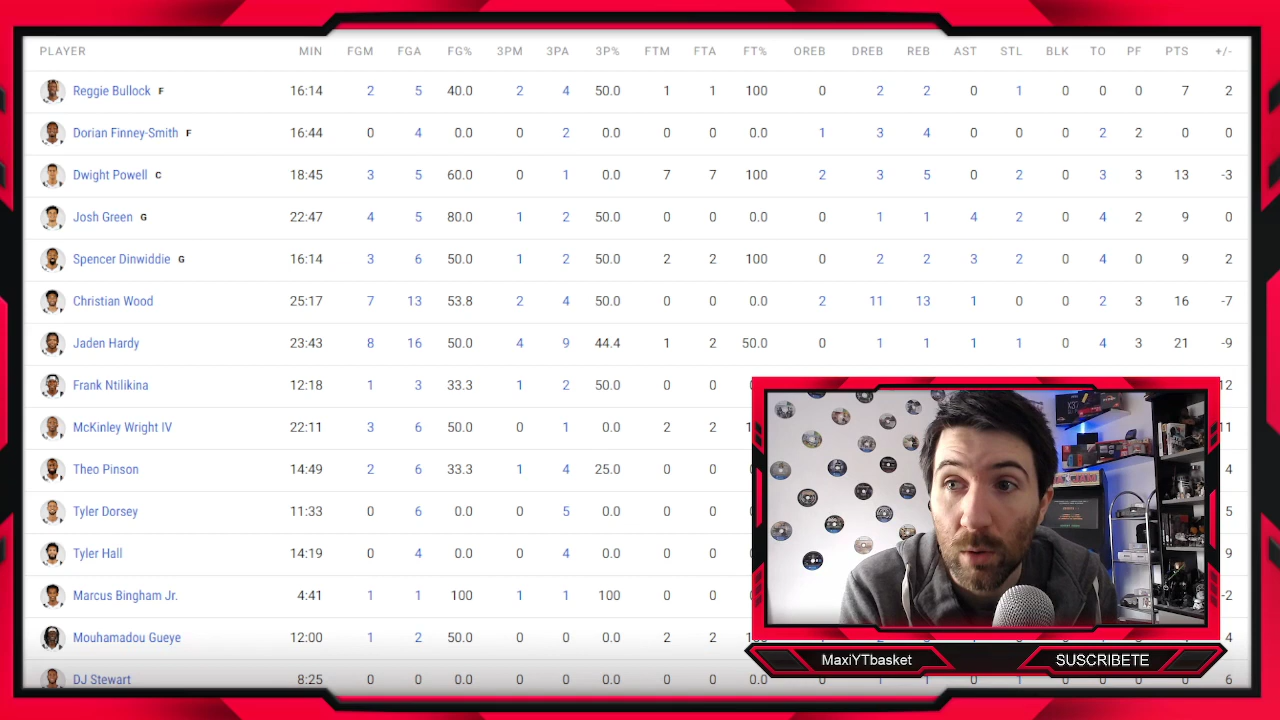 PLAYER MIN FGM FGA FG% 3PM 3PA 3P% FTM FTA FT% OREB DREB REB AST STL BLK TO PF PTS +/-
Reggie Bullock F 16:14 2 5 40.0 2 4 50.0 1 1 100 0 2 2 0 1 0 0 0 7 2
Dorian Finney-Smith F 16:44 0 4 0.0 0 2 0.0 0 0 0.0 1 3 4 0 0 0 2 2 0 0
Dwight Powell C 18:45 3 5 60.0 0 1 0.0 7 7 100 2 3 5 0 2 0 3 3 13 -3
Josh Green G 22:47 4 5 80.0 1 2 50.0 0 0 0.0 0 1 1 4 2 0 4 2 9 0
Spencer Dinwiddie G 16:14 3 6 50.0 1 2 50.0 2 2 100 0 2 2 3 2 0 4 0 9 2
Christian Wood 25:17 7 13 53.8 2 4 50.0 0 0 0.0 2 11 13 1 0 0 2 3 16 -7
Jaden Hardy 23:43 8 16 50.0 4 9 44.4 1 2 50.0 0 1 1 1 1 0 4 3 21 -9
Frank Ntilikina 12:18 1 3 33.3 1 2 50.0 0 0 12
McKinley Wright IV 22:11 3 6 50.0 0 1 0.0 2 2 11
Theo Pinson 14:49 2 6 33.3 1 4 25.0 0 0 4
Tyler Dorsey 11:33 0 6 0.0 0 5 0.0 0 0 5
Tyler Hall 14:19 0 4 0.0 0 4 0.0 0 0 9
Marcus Bingham Jr. 4:41 1 1 100 1 1 100 0 0 -2
Mouhamadou Gueye 12:00 1 2 50.0 0 0 0.0 2 2 4
DJ Stewart 8:25 0 0 0.0 0 0 0.0 0 0 0.0 0 1 1 0 1 0 0 0 0 6
MaxiYTbasket SUSCRIBETE